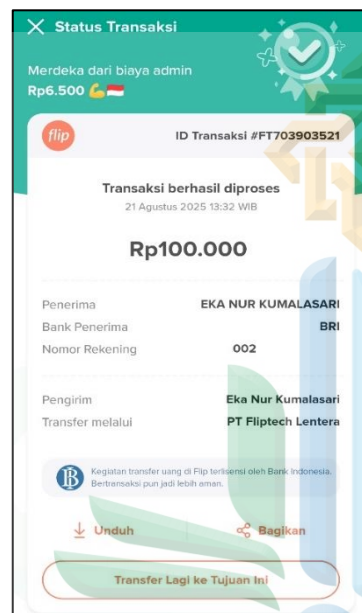 Status Transaksi
Merdeka dari biaya admin
Rp6.500 💪🇮🇩
flip
ID Transaksi #FT703903521
Transaksi berhasil diproses
21 Agustus 2025 13:32 WIB
Rp100.000
Penerima EKA NUR KUMALASARI
Bank Penerima BRI
Nomor Rekening 002
Pengirim Eka Nur Kumalasari
Transfer melalui PT Fliptech Lentera
Kegiatan transfer uang di Flip terlisensi oleh Bank Indonesia.
Bertransaksi pun jadi lebih aman.
Unduh Bagikan
Transfer Lagi ke Tujuan Ini